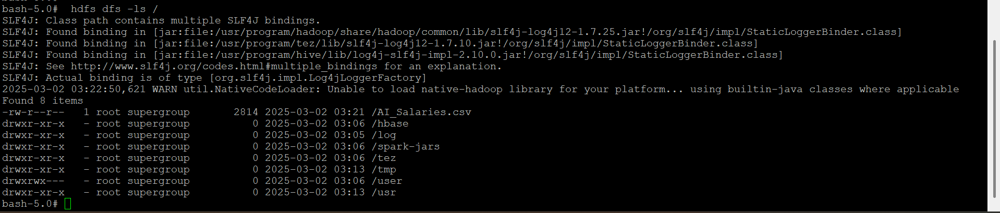 bash-5.0#  hdfs dfs -ls /
SLF4J: Class path contains multiple SLF4J bindings.
SLF4J: Found binding in [jar:file:/usr/program/hadoop/share/hadoop/common/lib/slf4j-log4j12-1.7.25.jar!/org/slf4j/impl/StaticLoggerBinder.class]
SLF4J: Found binding in [jar:file:/usr/program/tez/lib/slf4j-log4j12-1.7.10.jar!/org/slf4j/impl/StaticLoggerBinder.class]
SLF4J: Found binding in [jar:file:/usr/program/hive/lib/log4j-slf4j-impl-2.10.0.jar!/org/slf4j/impl/StaticLoggerBinder.class]
SLF4J: See http://www.slf4j.org/codes.html#multiple_bindings for an explanation.
SLF4J: Actual binding is of type [org.slf4j.impl.Log4jLoggerFactory]
2025-03-02 03:22:50,621 WARN util.NativeCodeLoader: Unable to load native-hadoop library for your platform... using builtin-java classes where applicable
Found 8 items
-rw-r--r--   1 root supergroup       2814 2025-03-02 03:21 /AI_Salaries.csv
drwxr-xr-x   - root supergroup          0 2025-03-02 03:06 /hbase
drwxr-xr-x   - root supergroup          0 2025-03-02 03:05 /log
drwxr-xr-x   - root supergroup          0 2025-03-02 03:06 /spark-jars
drwxr-xr-x   - root supergroup          0 2025-03-02 03:06 /tez
drwxr-xr-x   - root supergroup          0 2025-03-02 03:13 /tmp
drwxrwx---   - root supergroup          0 2025-03-02 03:06 /user
drwxr-xr-x   - root supergroup          0 2025-03-02 03:13 /usr
bash-5.0#